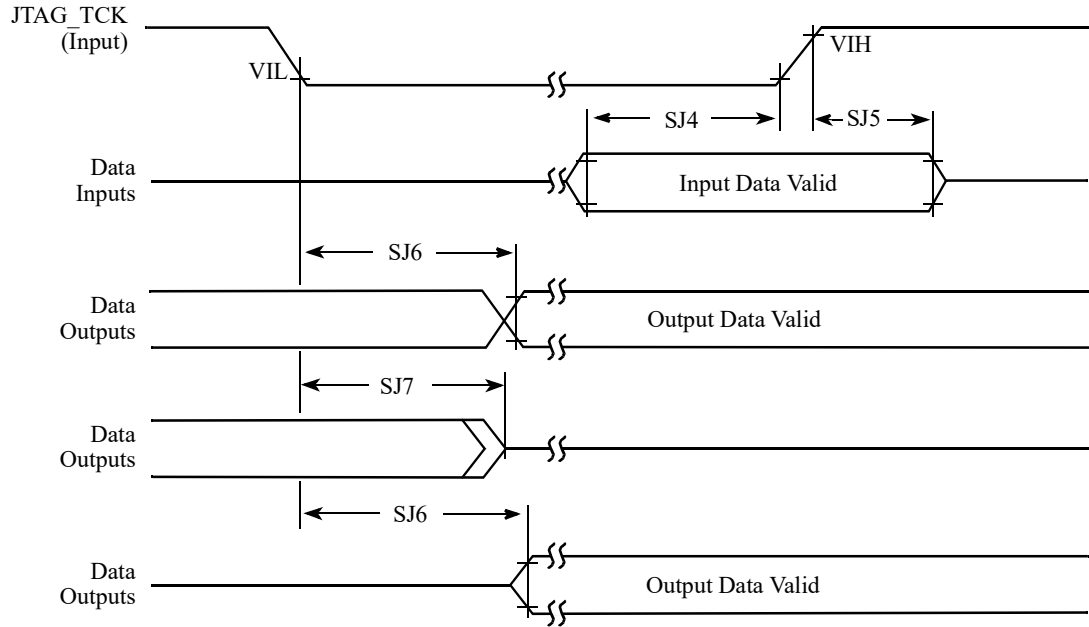 JTAG_TCK
(Input)
VIL
VIH
SJ4
SJ5
Data
Inputs
Input Data Valid
SJ6
Data
Outputs
Output Data Valid
SJ7
Data
Outputs
SJ6
Data
Outputs
Output Data Valid